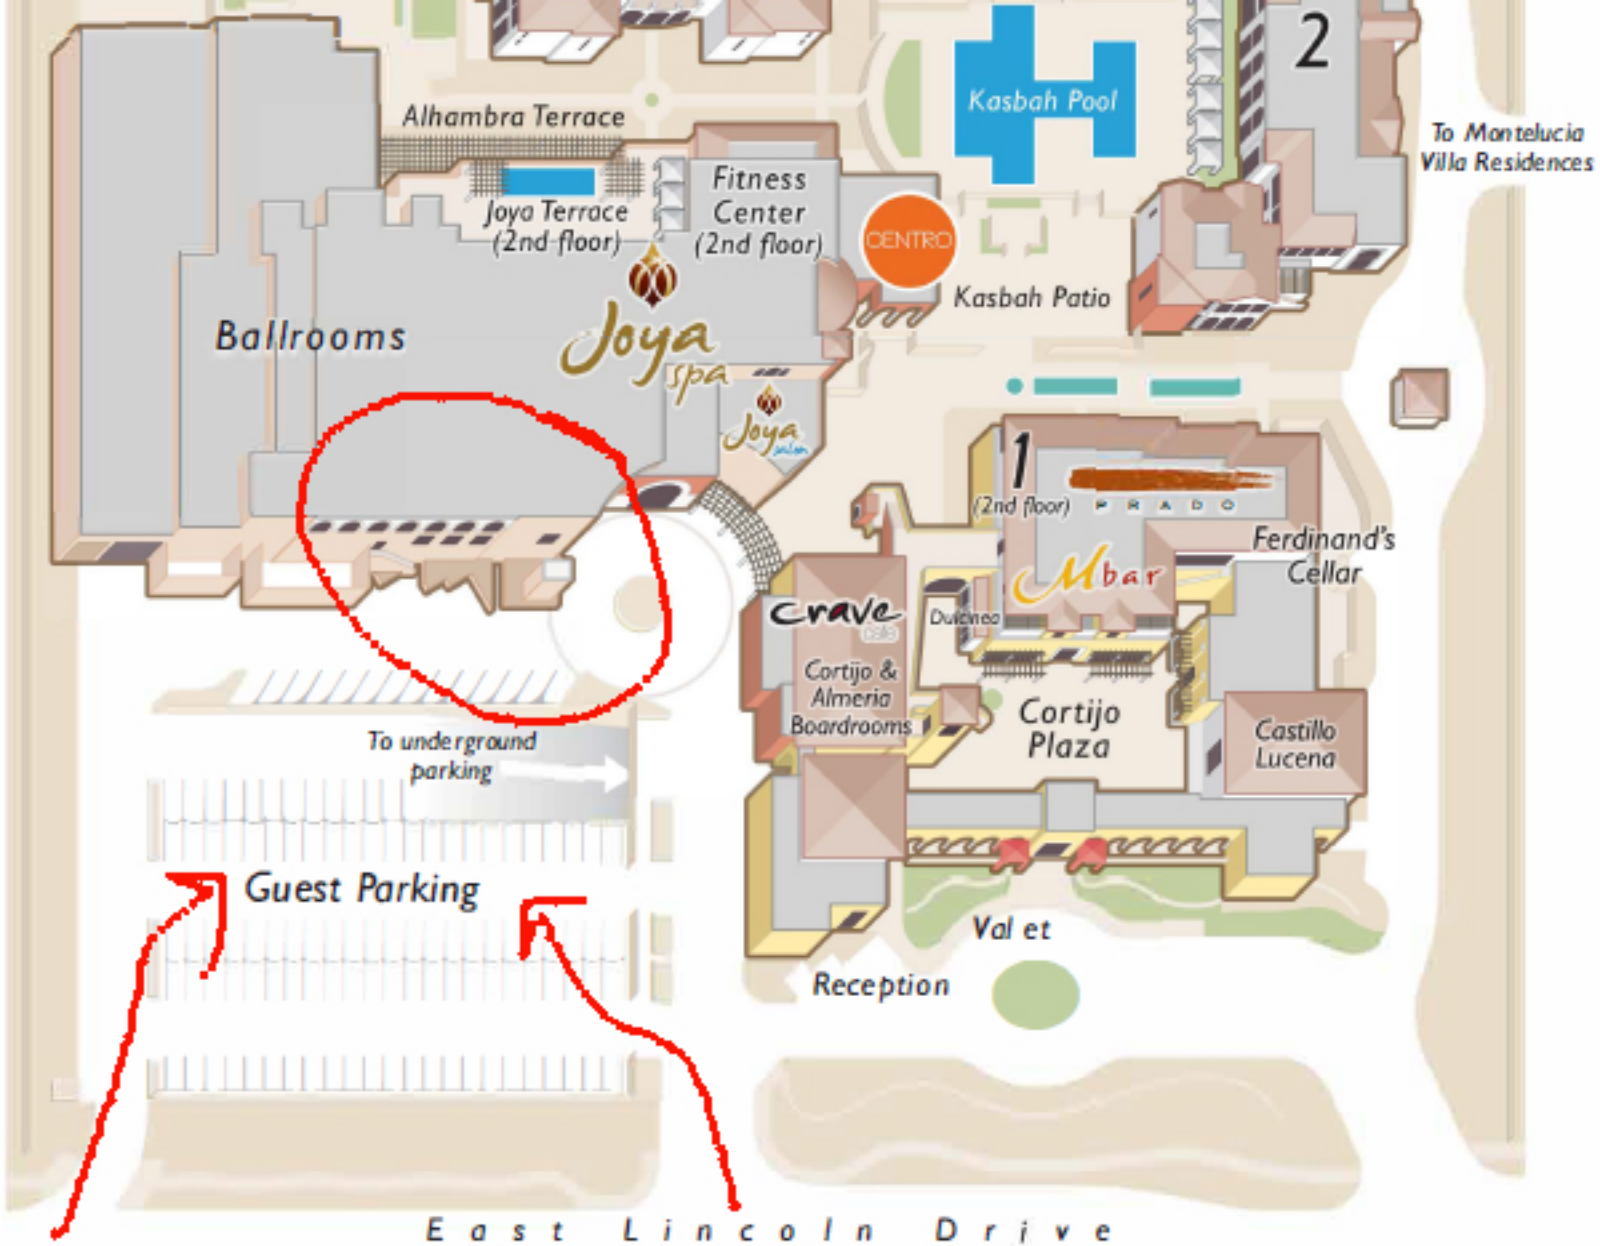 2
Kasbah Pool
Alhambra Terrace
To Montelucia
Villa Residences
Fitness
Center
(2nd floor)
Joya Terrace
(2nd floor)
CENTRO
Kasbah Patio
Ballrooms
Joya
spa
Joya
salon
1
(2nd floor)
PRADO
Ferdinand's
Cellar
Mbar
crave
cafe
Dulcinea
Cortijo &
Almeria
Boardrooms
Cortijo
Plaza
Castillo
Lucena
To underground
parking
Guest Parking
Valet
Reception
East Lincoln Drive